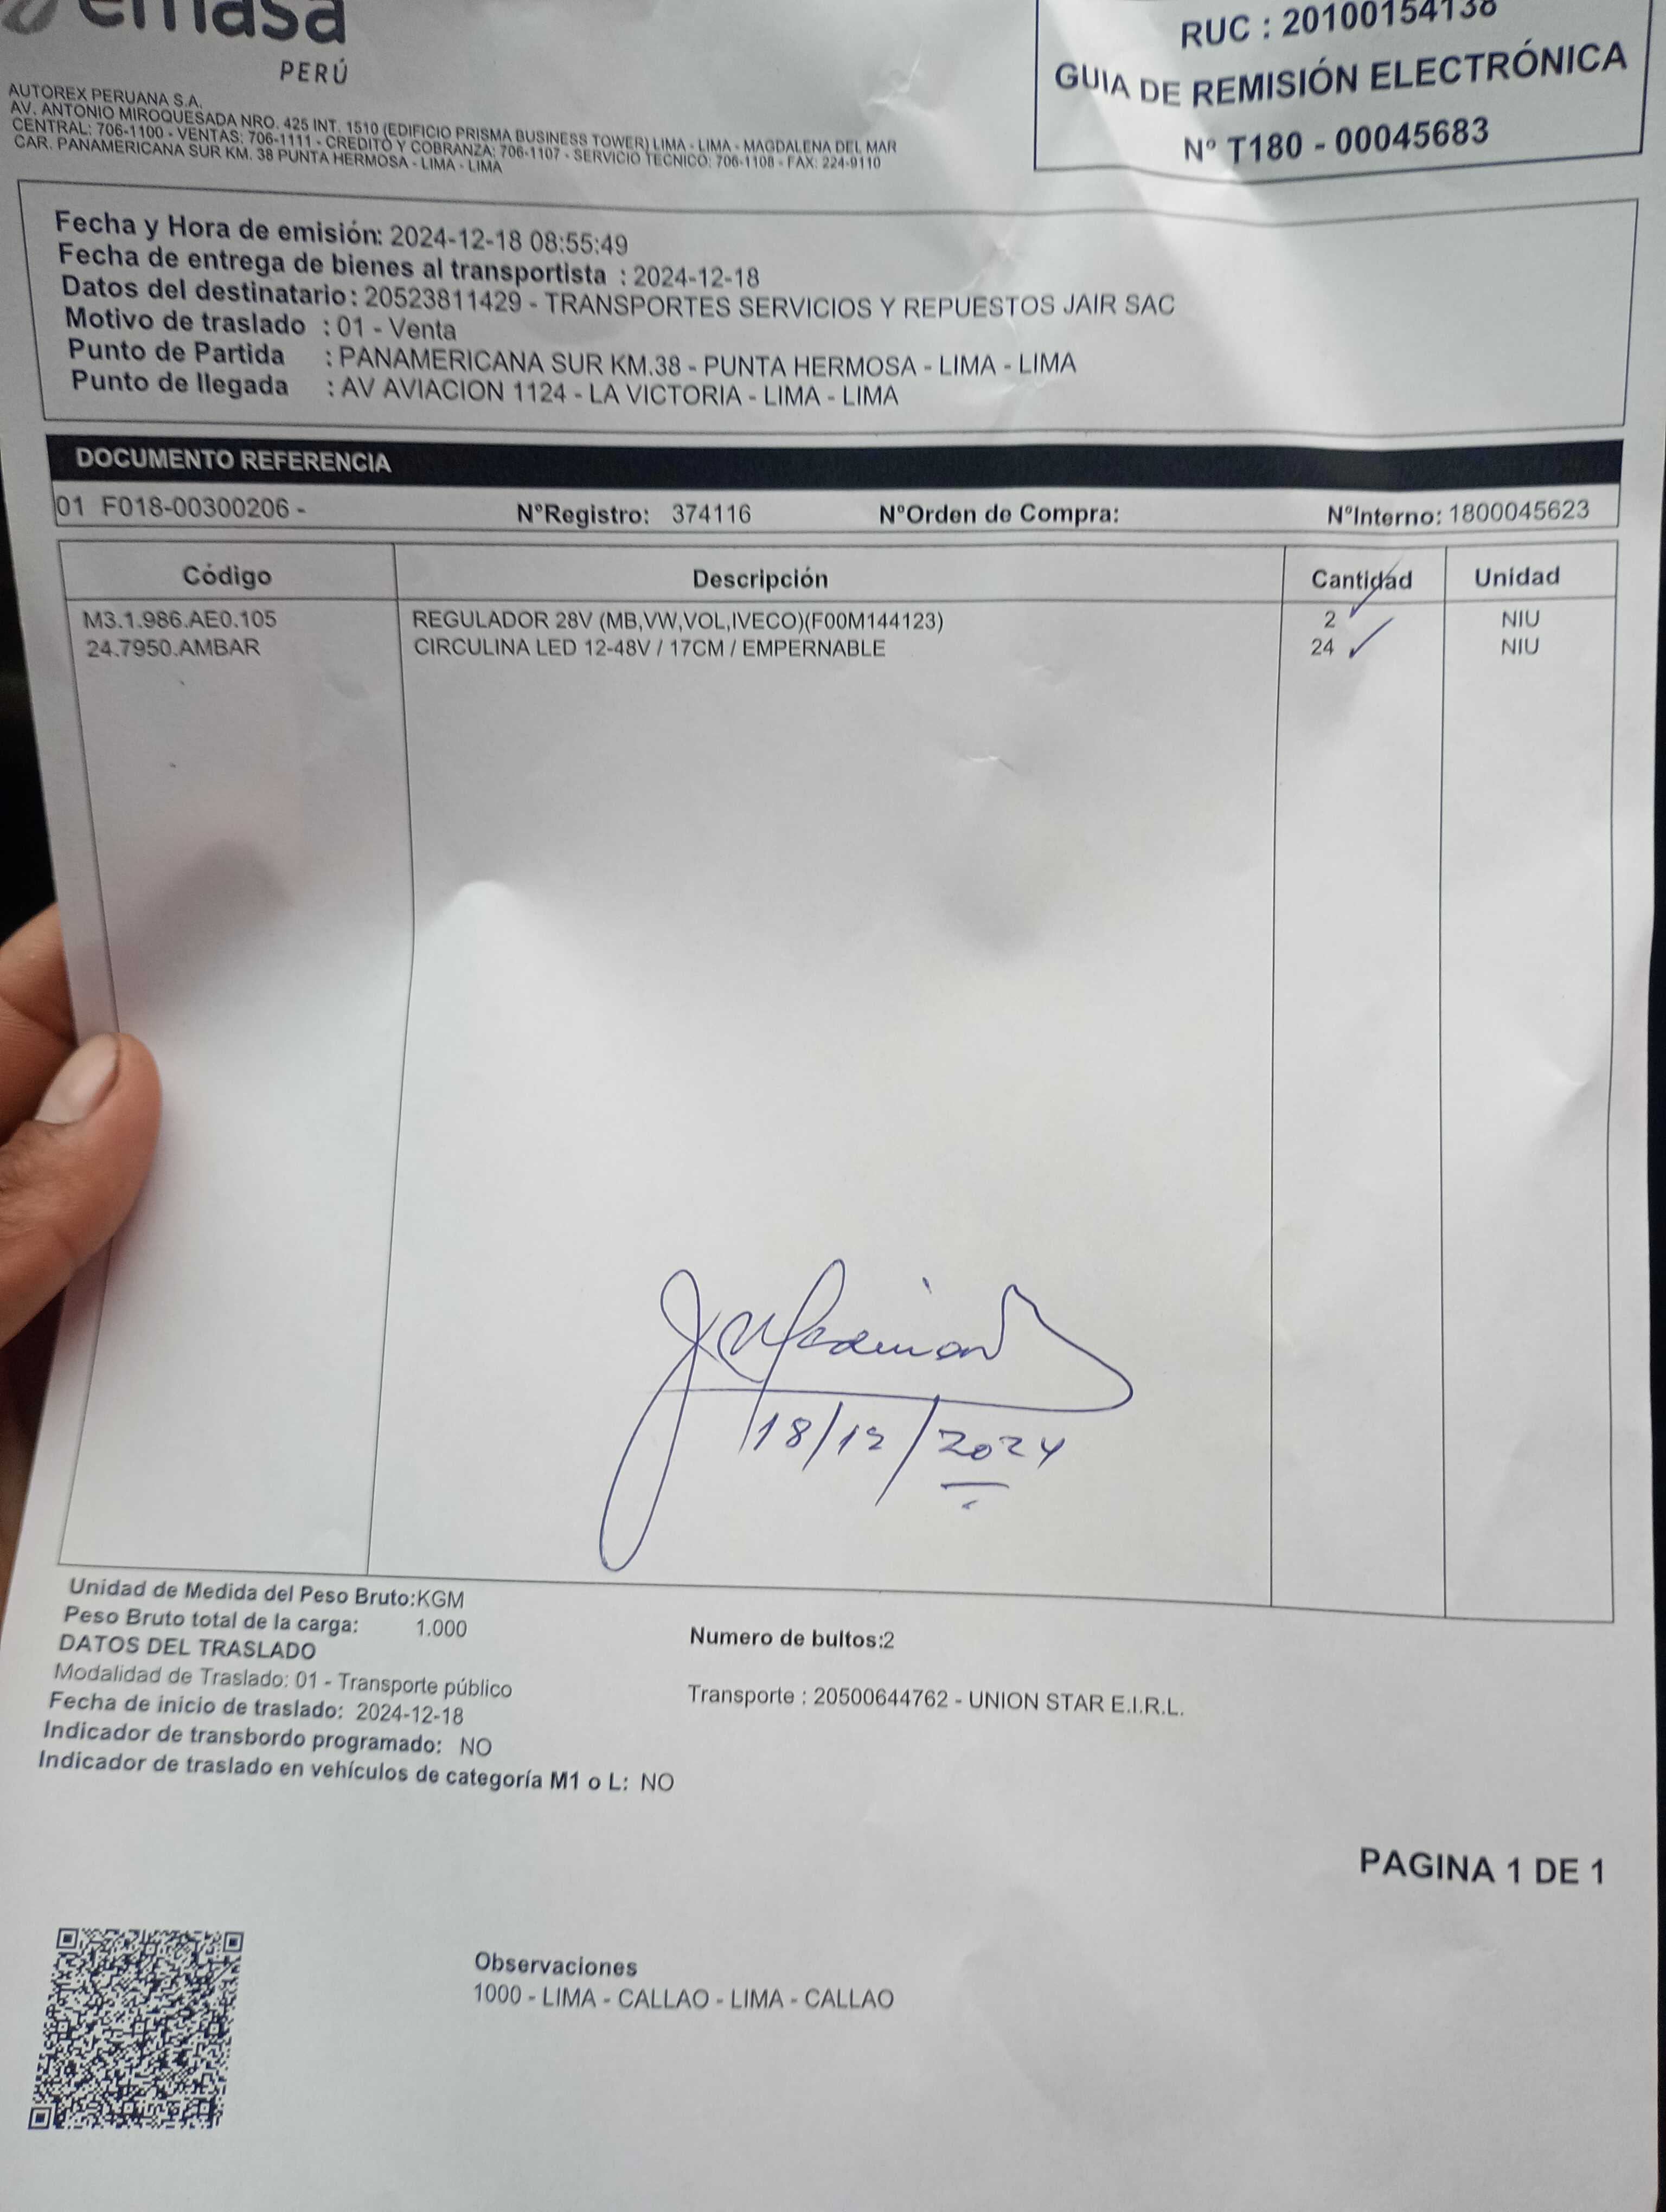 emasa
PERÚ
AUTOREX PERUANA S.A.
AV. ANTONIO MIROQUESADA NRO. 425 INT. 1510 (EDIFICIO PRISMA BUSINESS TOWER) LIMA - LIMA - MAGDALENA DEL MAR
CENTRAL: 706-1100 - VENTAS: 706-1111 - CREDITO Y COBRANZA: 706-1107 - SERVICIO TECNICO: 706-1108 - FAX: 224-9110
CAR. PANAMERICANA SUR KM. 38 PUNTA HERMOSA - LIMA - LIMA
RUC : 20100154138
GUIA DE REMISIÓN ELECTRÓNICA
Nº T180 - 00045683
Fecha y Hora de emisión: 2024-12-18 08:55:49
Fecha de entrega de bienes al transportista : 2024-12-18
Datos del destinatario: 20523811429 - TRANSPORTES SERVICIOS Y REPUESTOS JAIR SAC
Motivo de traslado : 01 - Venta
Punto de Partida : PANAMERICANA SUR KM.38 - PUNTA HERMOSA - LIMA - LIMA
Punto de llegada : AV AVIACION 1124 - LA VICTORIA - LIMA - LIMA
DOCUMENTO REFERENCIA
01 F018-00300206 - NºRegistro: 374116 NºOrden de Compra: NºInterno: 1800045623
Código Descripción Cantidad Unidad
M3.1.986.AE0.105 REGULADOR 28V (MB,VW,VOL,IVECO)(F00M144123) 2 NIU
24.7950.AMBAR CIRCULINA LED 12-48V / 17CM / EMPERNABLE 24 NIU
18/12/2024
Unidad de Medida del Peso Bruto:KGM
Peso Bruto total de la carga: 1.000
Numero de bultos:2
DATOS DEL TRASLADO
Modalidad de Traslado: 01 - Transporte público
Transporte : 20500644762 - UNION STAR E.I.R.L.
Fecha de inicio de traslado: 2024-12-18
Indicador de transbordo programado: NO
Indicador de traslado en vehículos de categoría M1 o L: NO
PAGINA 1 DE 1
Observaciones
1000 - LIMA - CALLAO - LIMA - CALLAO